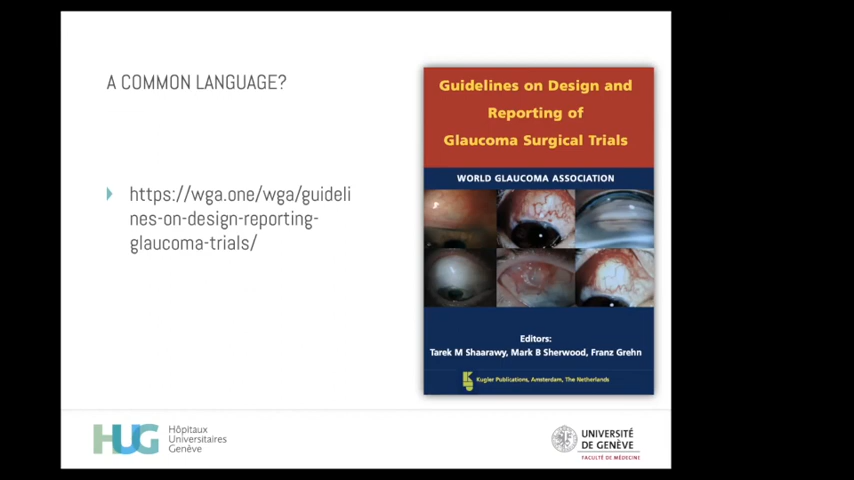 A COMMON LANGUAGE?
https://wga.one/wga/guideli
nes-on-design-reporting-
glaucoma-trials/
Guidelines on Design and
Reporting of
Glaucoma Surgical Trials
WORLD GLAUCOMA ASSOCIATION
Editors:
Tarek M Shaarawy, Mark B Sherwood, Franz Grehn
Kugler Publications, Amsterdam, The Netherlands
HUG
Hôpitaux
Universitaires
Genève
UNIVERSITÉ
DE GENÈVE
FACULTÉ DE MÉDECINE